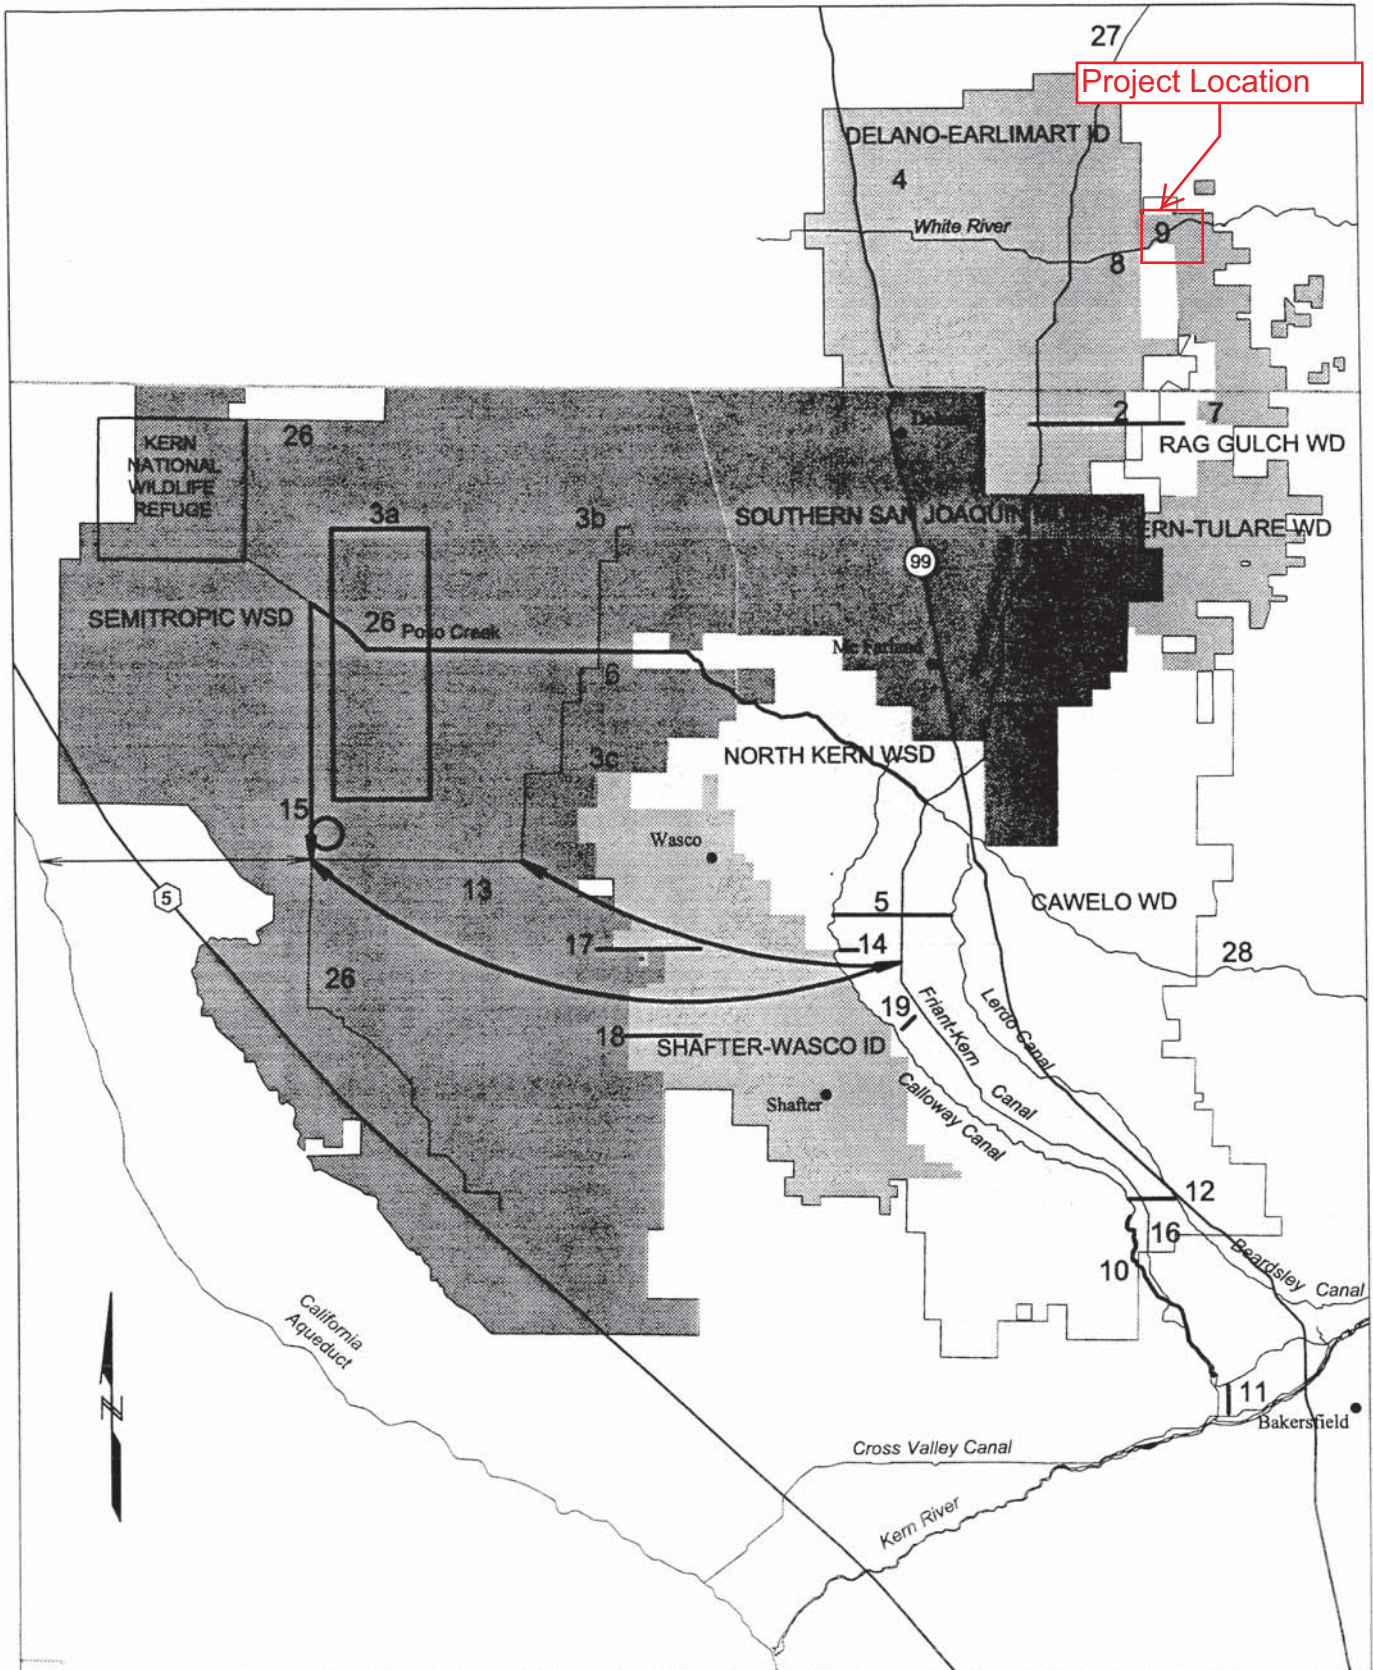 27
Project Location
DELANO-EARLIMART ID
4
White River
9
8
26
KERN
NATIONAL
WILDLIFE
REFUGE
Delano
2
7
RAG GULCH WD
3a
3b
SOUTHERN SAN JOAQUIN
KERN-TULARE WD
99
SEMITROPIC WSD
26
Poso Creek
Mc Farland
6
NORTH KERN WSD
3c
15
Wasco
5
13
5
CAWELO WD
17
14
28
26
19
Friant-Kern
Canal
Lerdo Canal
18
SHAFTER-WASCO ID
Calloway Canal
Shafter
12
16
10
Beardsley Canal
California
Aqueduct
N
11
Bakersfield
Cross Valley Canal
Kern River